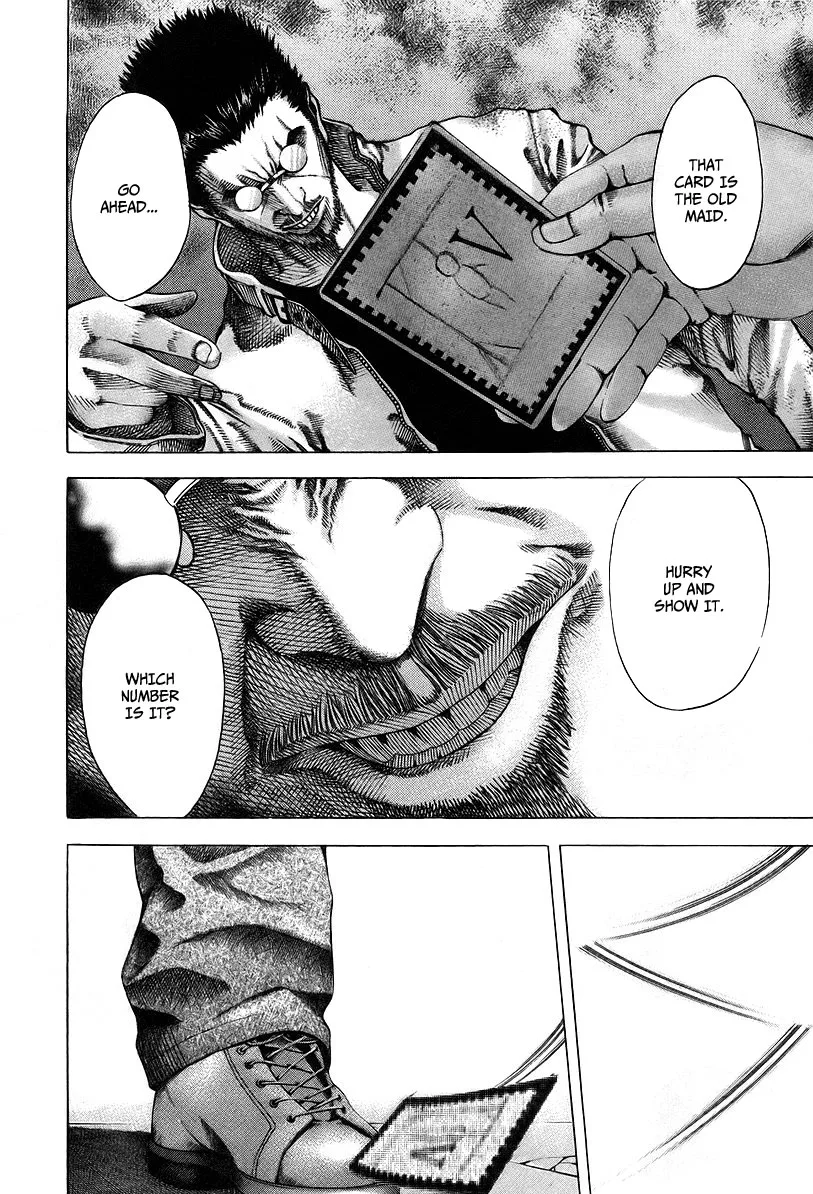 THAT
CARD IS
THE OLD
MAID.
GO
AHEAD...
V
HURRY
UP AND
SHOW IT.
WHICH
NUMBER
IS IT?
V